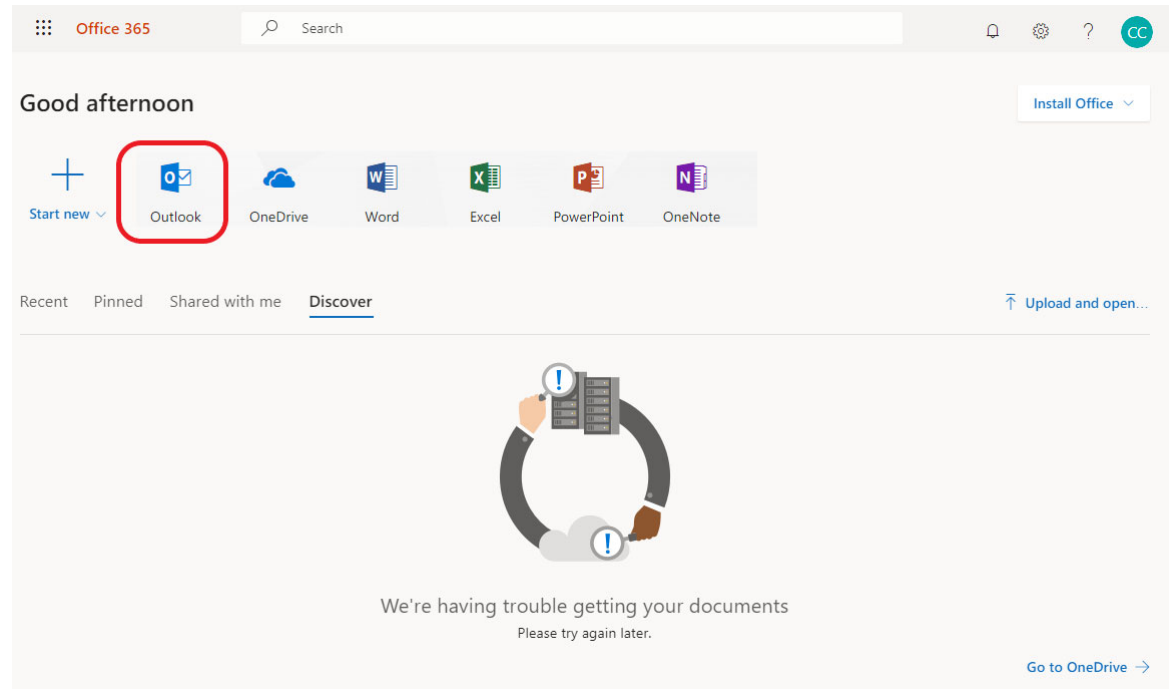 Office 365
Search
?
CC
Good afternoon
Install Office
Start new
Outlook
OneDrive
Word
Excel
PowerPoint
OneNote
Recent
Pinned
Shared with me
Discover
Upload and open...
We're having trouble getting your documents
Please try again later.
Go to OneDrive →